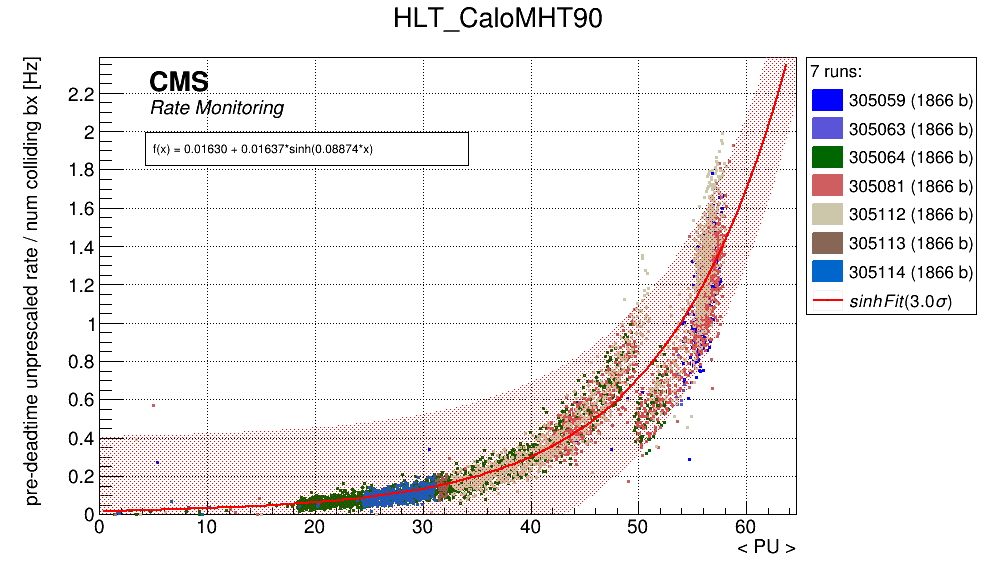 HLT_CaloMHT90
pre-deadtime unprescaled rate / num colliding bx [Hz]
CMS
Rate Monitoring
f(x) = 0.01630 + 0.01637*sinh(0.08874*x)
2.2
2
1.8
1.6
1.4
1.2
1
0.8
0.6
0.4
0.2
0
0 10 20 30 40 50 60
< PU >
7 runs:
305059 (1866 b)
305063 (1866 b)
305064 (1866 b)
305081 (1866 b)
305112 (1866 b)
305113 (1866 b)
305114 (1866 b)
sinhFit(3.0σ)